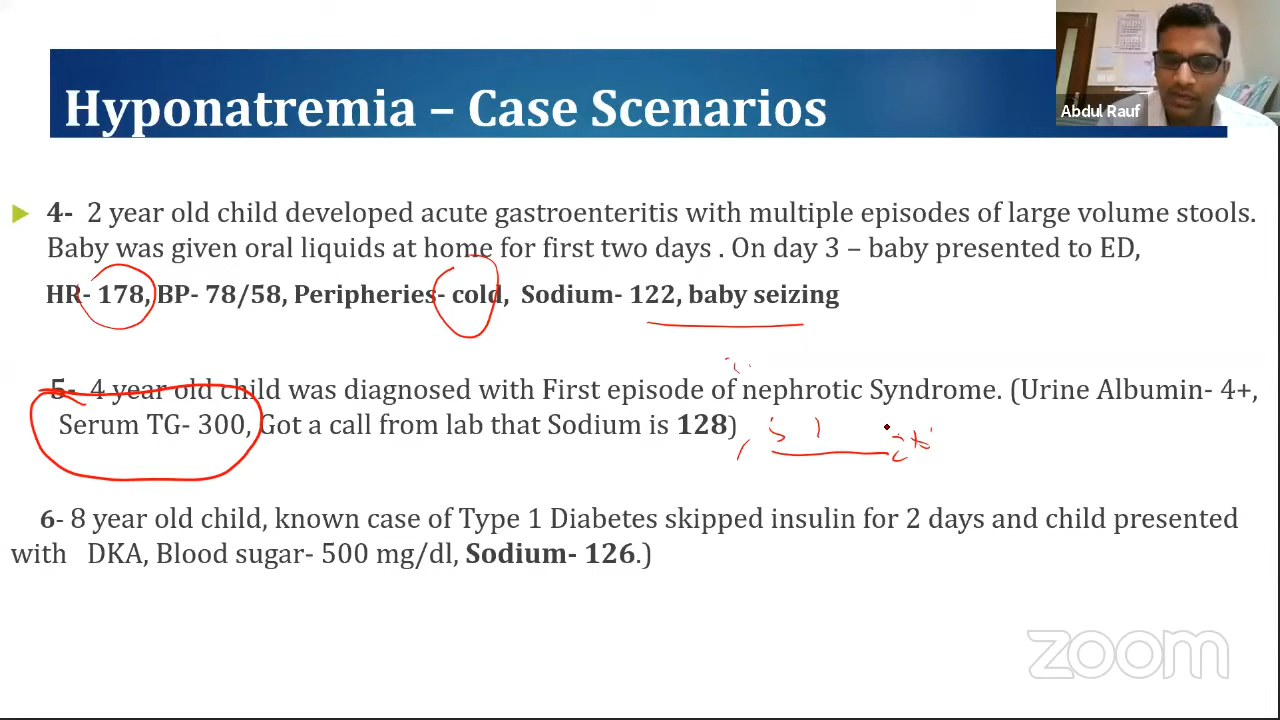 Hyponatremia – Case Scenarios
Abdul Rauf
4- 2 year old child developed acute gastroenteritis with multiple episodes of large volume stools.
Baby was given oral liquids at home for first two days . On day 3 – baby presented to ED,
HR- 178, BP- 78/58, Peripheries- cold, Sodium- 122, baby seizing
5- 4 year old child was diagnosed with First episode of nephrotic Syndrome. (Urine Albumin- 4+,
Serum TG- 300, Got a call from lab that Sodium is 128)
6- 8 year old child, known case of Type 1 Diabetes skipped insulin for 2 days and child presented
with DKA, Blood sugar- 500 mg/dl, Sodium- 126.)
zoom